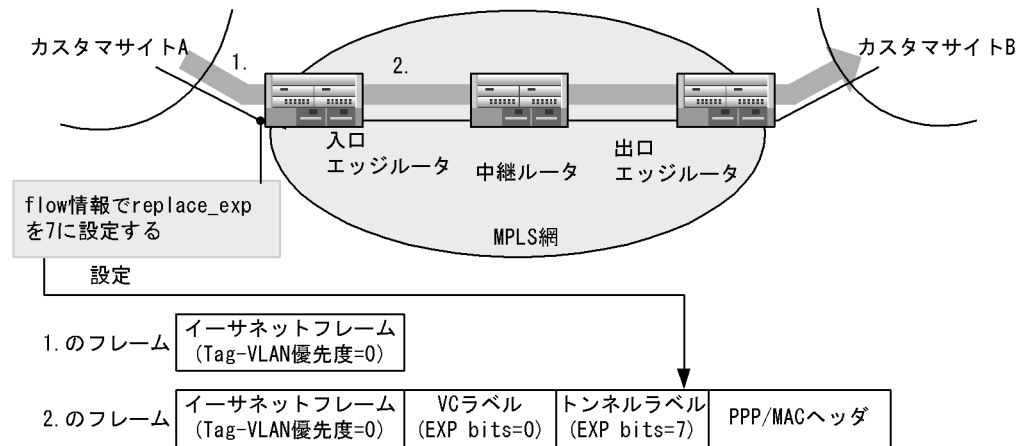 カスタマサイトA
1.
2.
カスタマサイトB
入口
エッジルータ
中継ルータ
出口
エッジルータ
flow情報でreplace_exp
を7に設定する
MPLS網
設定
1.のフレーム
イーサネットフレーム
(Tag-VLAN優先度=0)
2.のフレーム
イーサネットフレーム
(Tag-VLAN優先度=0)
VCラベル
(EXP bits=0)
トンネルラベル
(EXP bits=7)
PPP/MACヘッダ